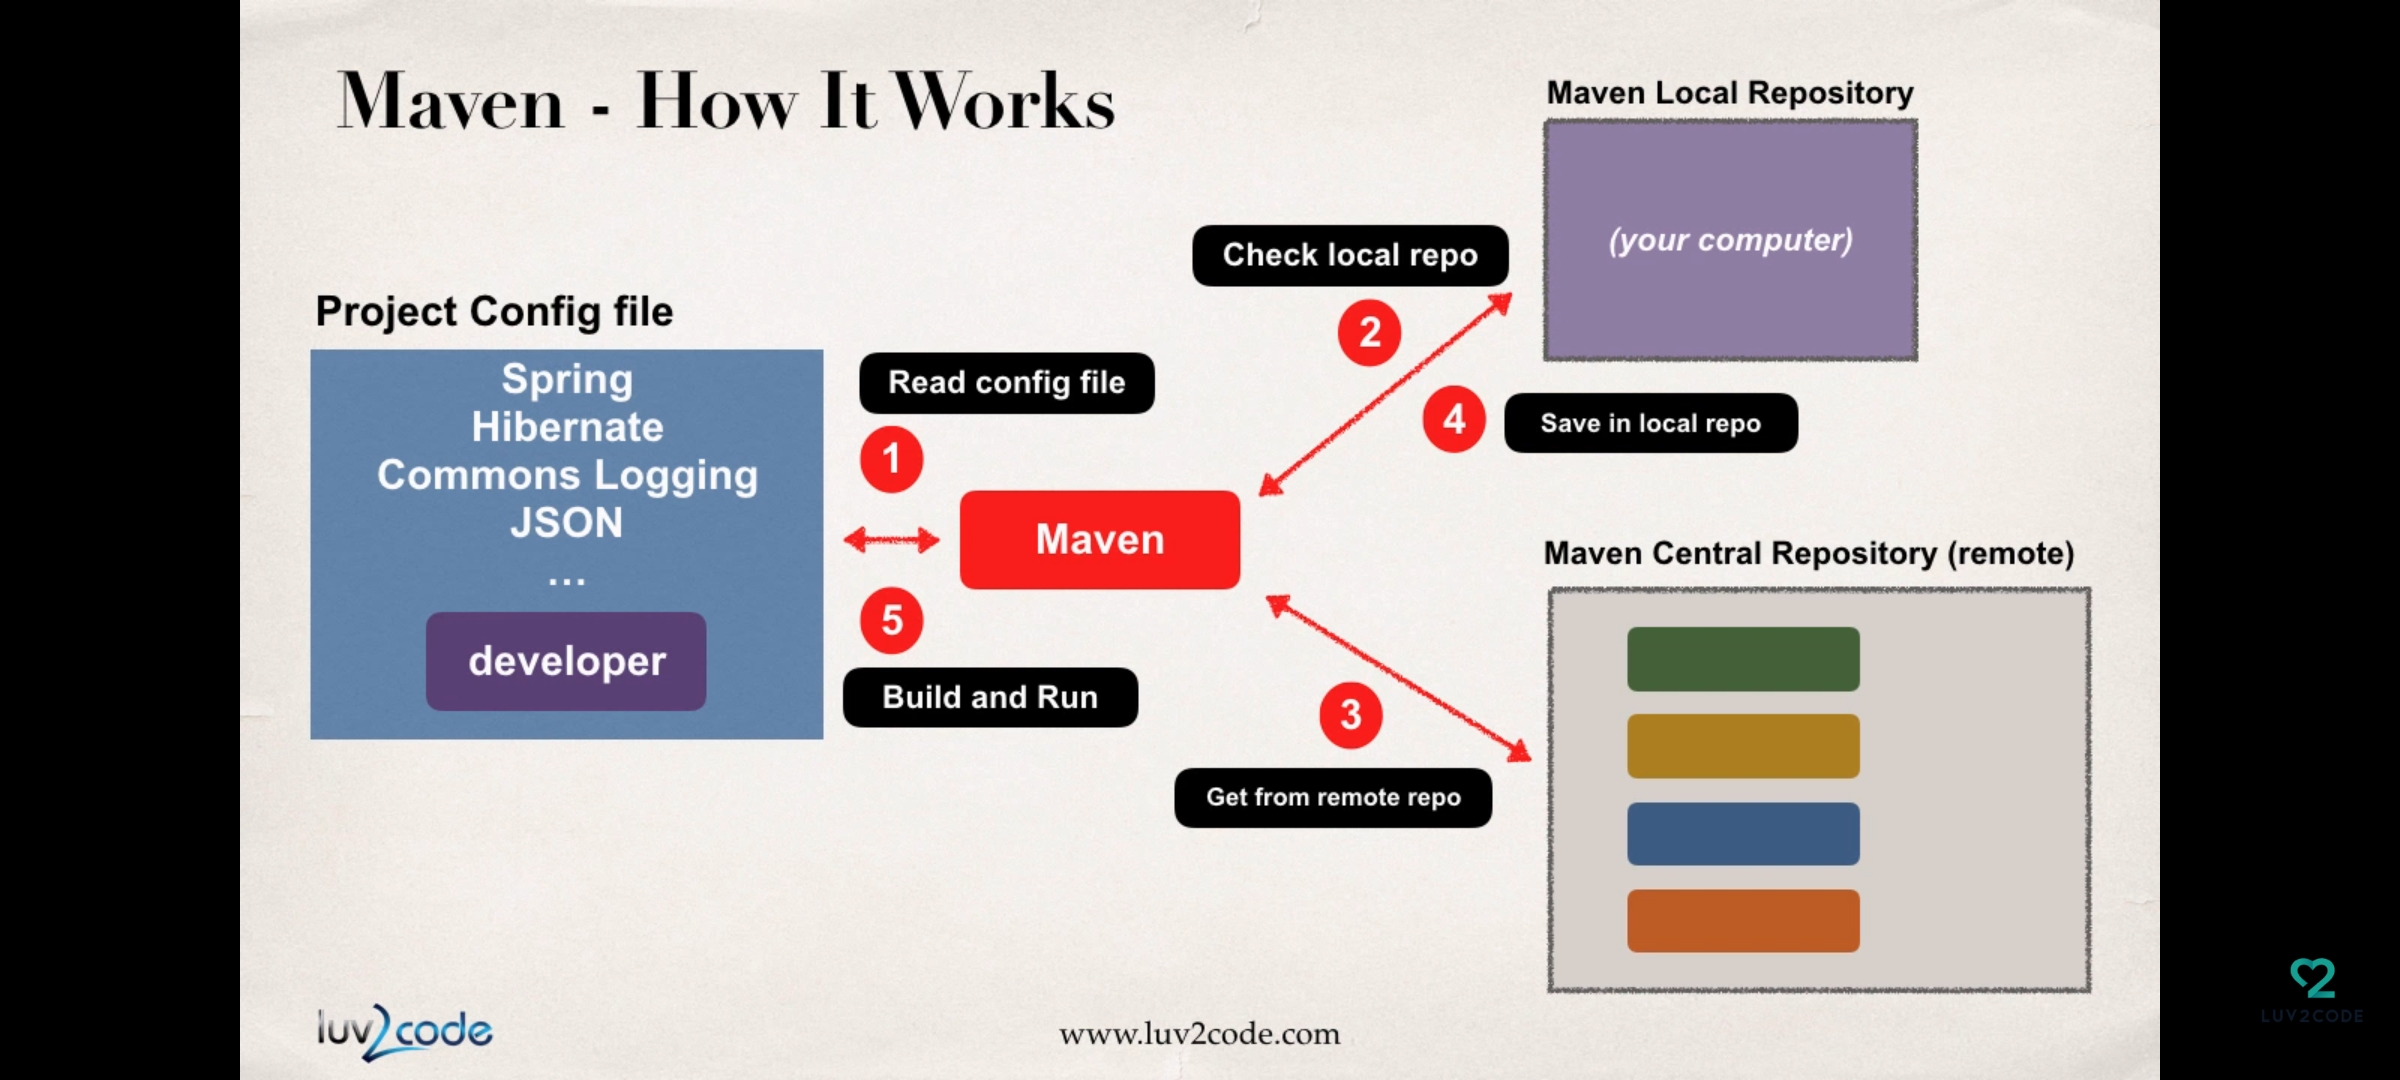 Maven - How It Works
Maven Local Repository
(your computer)
Check local repo
2
Project Config file
Spring
Hibernate
Commons Logging
JSON
...
developer
Read config file
1
4
Save in local repo
Maven
5
Build and Run
3
Get from remote repo
Maven Central Repository (remote)
luv2code
www.luv2code.com
LUV2CODE